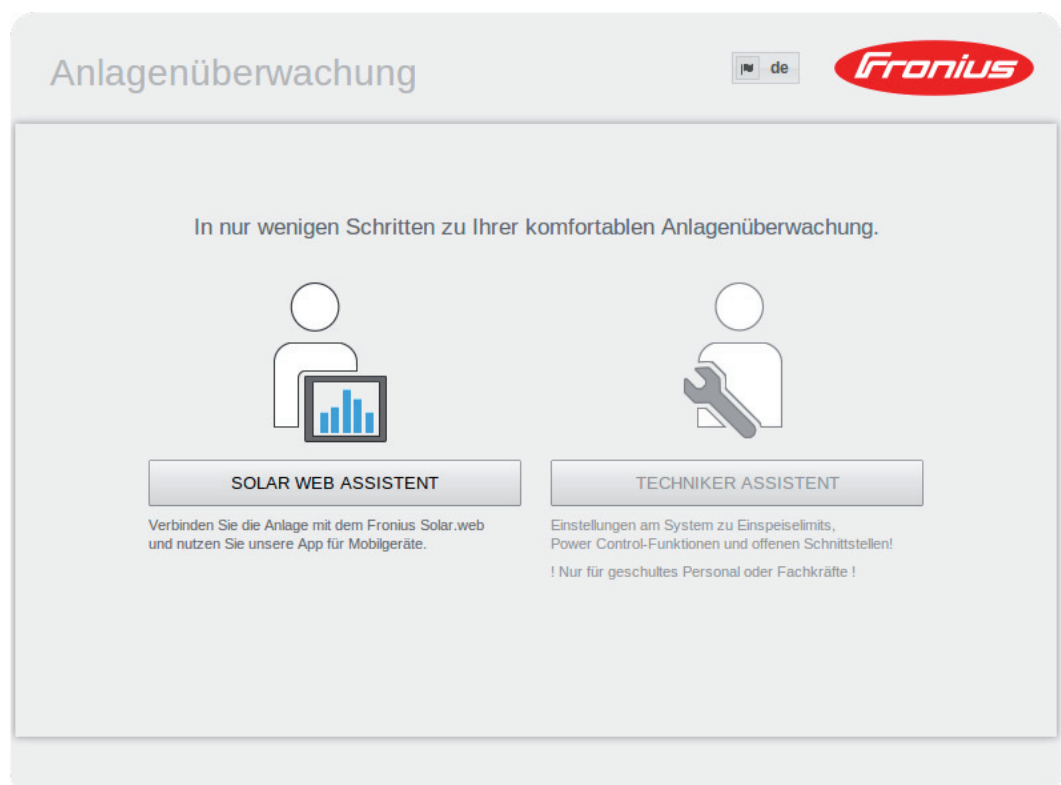 Anlagenüberwachung
de
Fronius
In nur wenigen Schritten zu Ihrer komfortablen Anlagenüberwachung.
SOLAR WEB ASSISTENT
Verbinden Sie die Anlage mit dem Fronius Solar.web
und nutzen Sie unsere App für Mobilgeräte.
TECHNIKER ASSISTENT
Einstellungen am System zu Einspeiselimits,
Power Control-Funktionen und offenen Schnittstellen!
! Nur für geschultes Personal oder Fachkräfte !